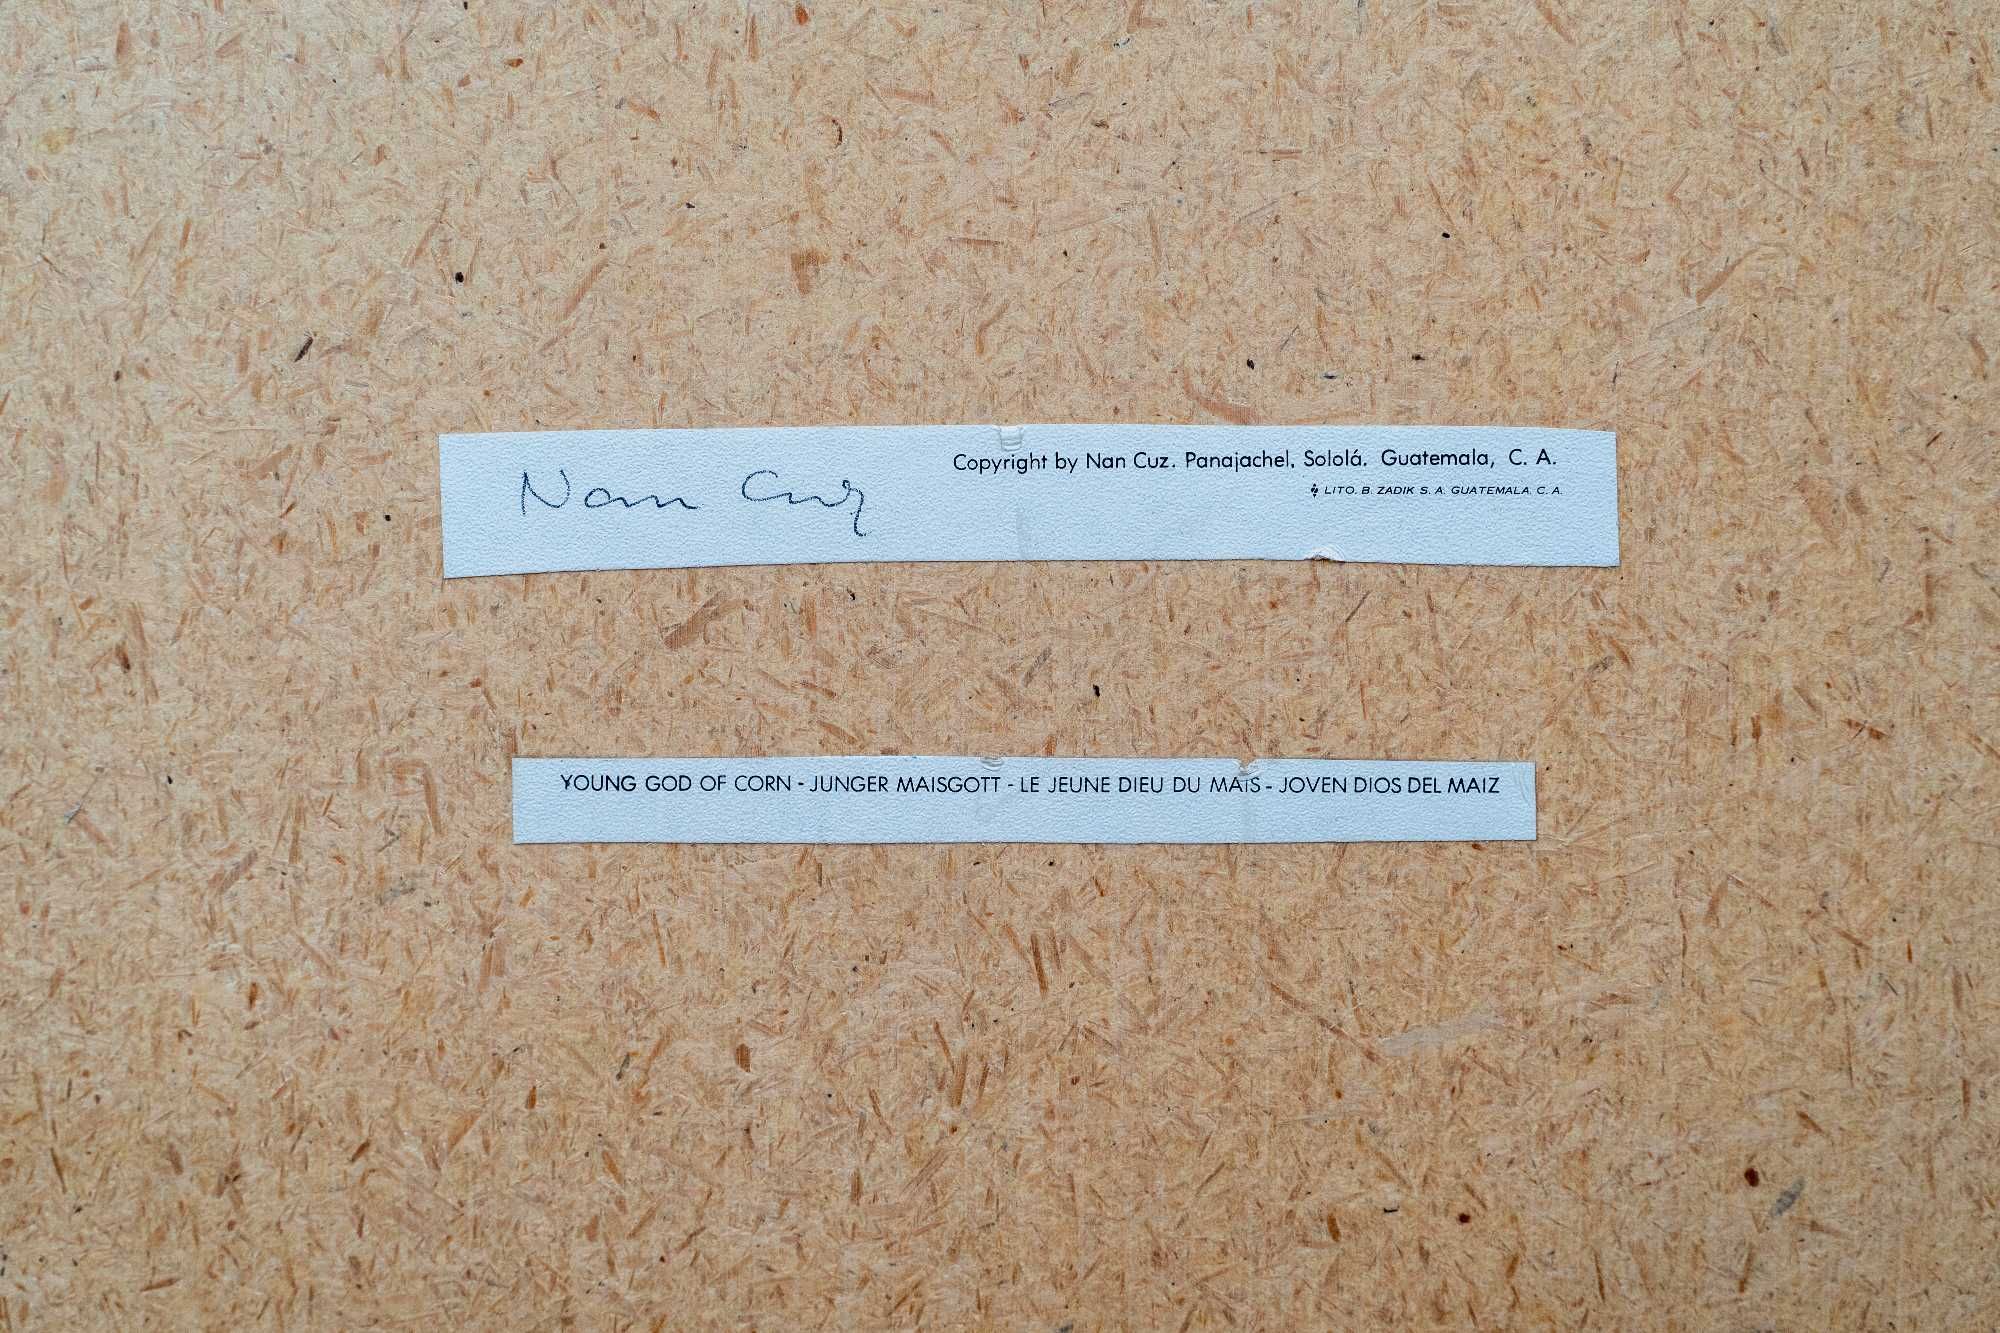 Nan Cuz
Copyright by Nan Cuz. Panajachel. Sololá. Guatemala, C. A.
LITO. B. ZADIK S. A. GUATEMALA. C. A.
YOUNG GOD OF CORN - JUNGER MAISGOTT - LE JEUNE DIEU DU MAïS - JOVEN DIOS DEL MAIZ